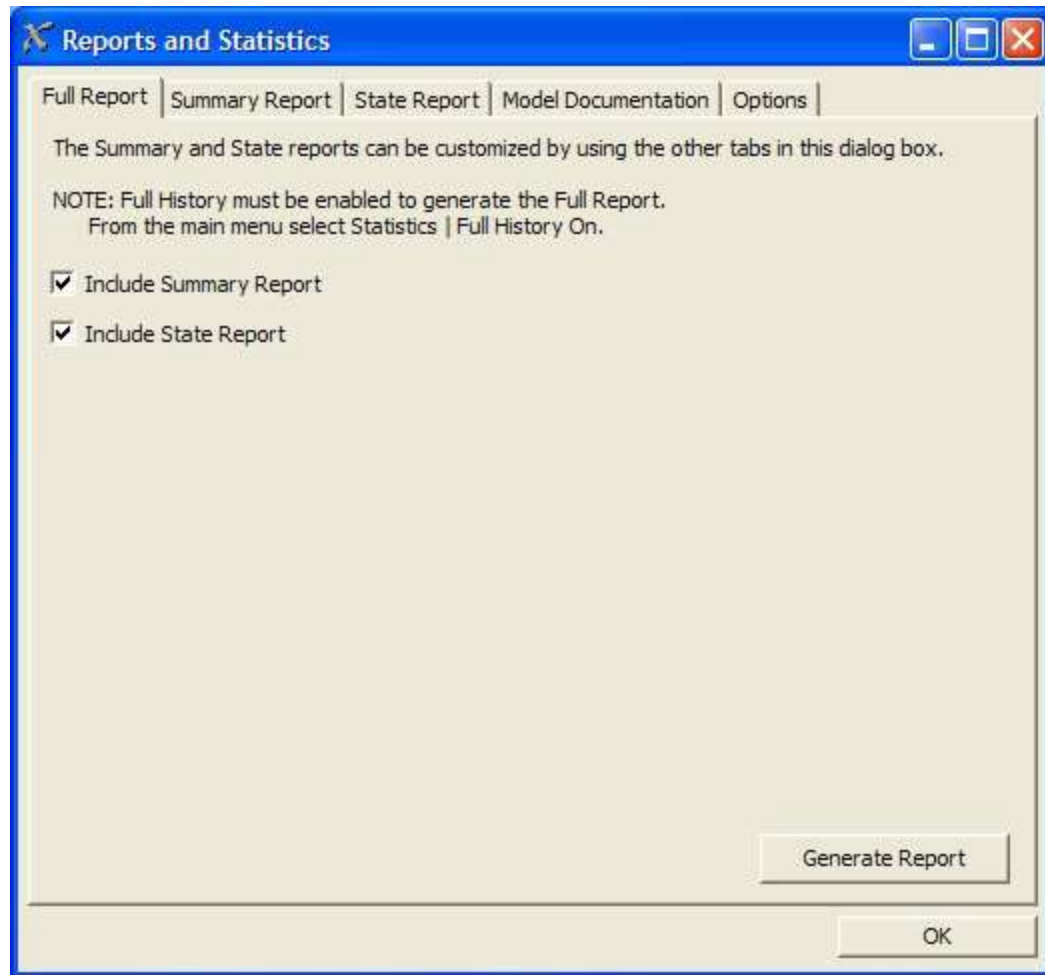 Reports and Statistics
Full Report Summary Report State Report Model Documentation Options
The Summary and State reports can be customized by using the other tabs in this dialog box.
NOTE: Full History must be enabled to generate the Full Report.
From the main menu select Statistics | Full History On.
Include Summary Report
Include State Report
Generate Report
OK